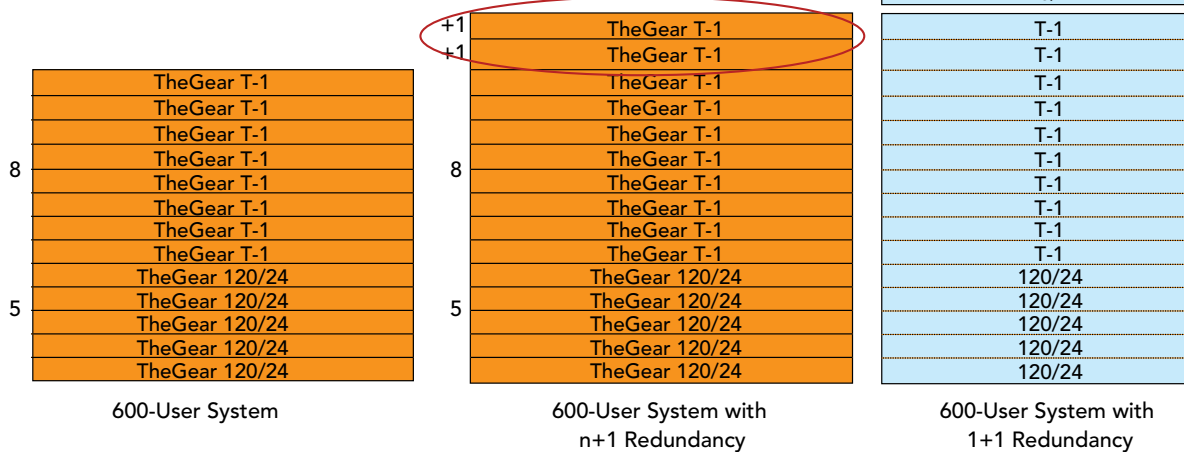 TheGear T-1
TheGear T-1
TheGear T-1
TheGear T-1
8
TheGear T-1
TheGear T-1
TheGear T-1
TheGear T-1
TheGear 120/24
TheGear 120/24
5
TheGear 120/24
TheGear 120/24
TheGear 120/24
600-User System
+1
TheGear T-1
+1
TheGear T-1
TheGear T-1
TheGear T-1
TheGear T-1
TheGear T-1
8
TheGear T-1
TheGear T-1
TheGear T-1
TheGear T-1
TheGear 120/24
TheGear 120/24
5
TheGear 120/24
TheGear 120/24
TheGear 120/24
600-User System with
n+1 Redundancy
T-1
T-1
T-1
T-1
T-1
T-1
T-1
T-1
T-1
T-1
120/24
120/24
120/24
120/24
120/24
600-User System with
1+1 Redundancy